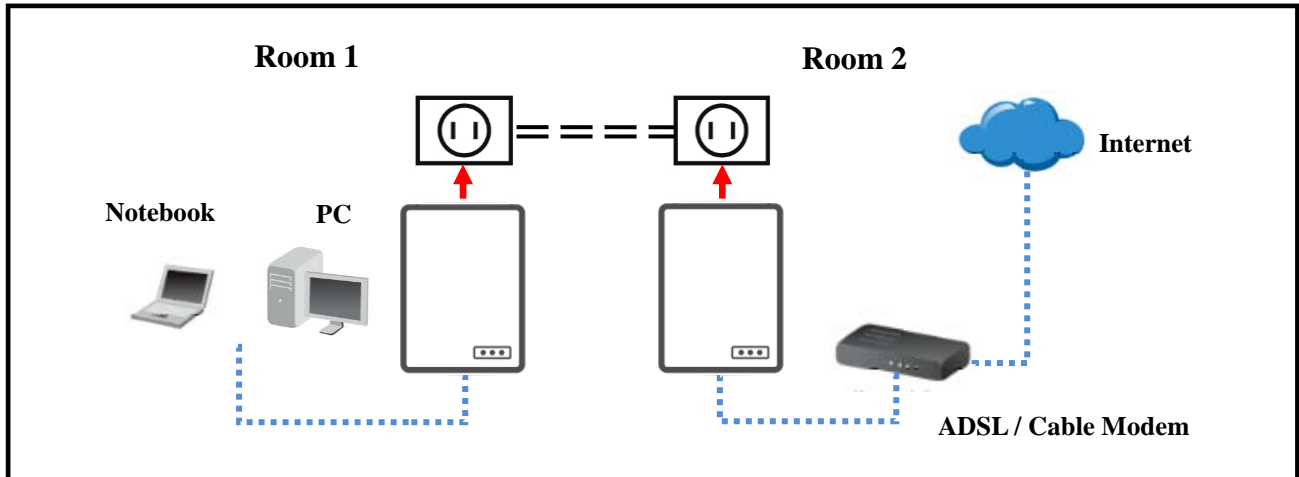 Room 1
Room 2
Internet
Notebook
PC
ADSL / Cable Modem